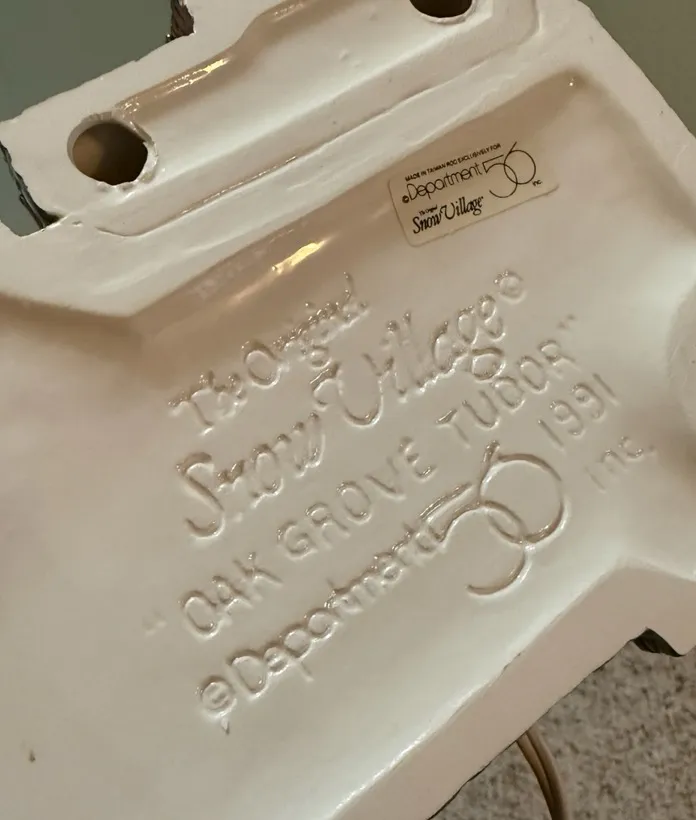 MADE IN TAIWAN ROC EXCLUSIVELY FOR
©Department 56 Inc.
The Original
Snow Village
The Original
Snow Village®
"OAK GROVE TUDOR"
©Department 56 1991
Inc.